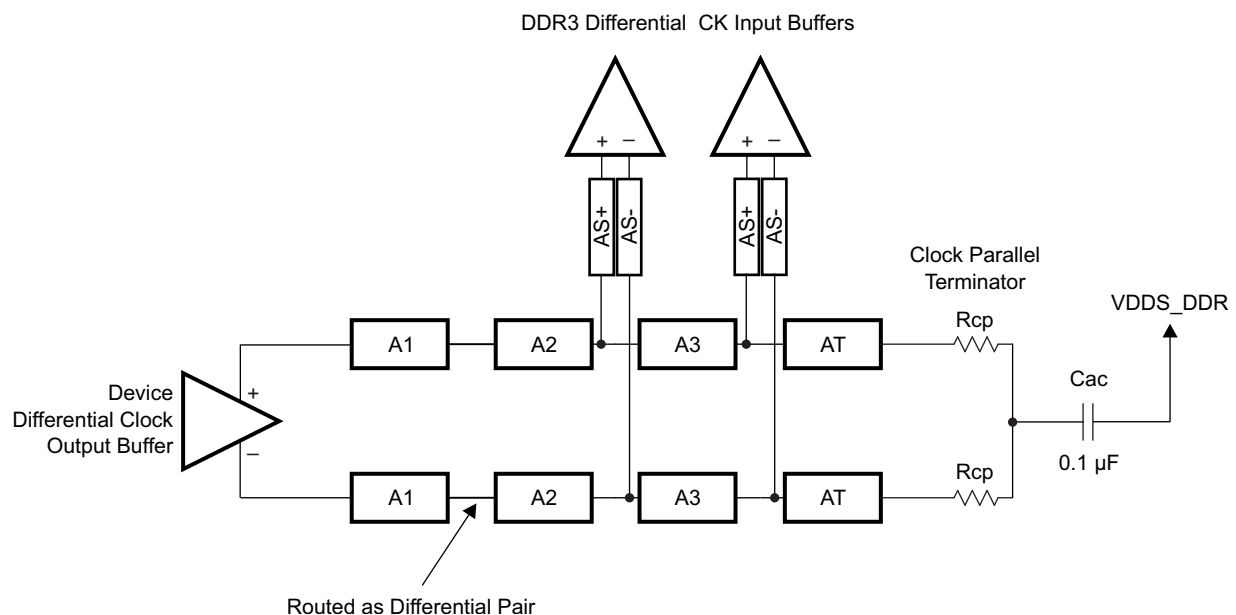 DDR3 Differential CK Input Buffers
+ – + –
AS+ AS- AS+ AS-
Clock Parallel
Terminator
VDDS_DDR
Rcp
A1 A2 A3 AT
Cac
+
Device
Differential Clock
Output Buffer
–
0.1 µF
Rcp
A1 A2 A3 AT
Routed as Differential Pair